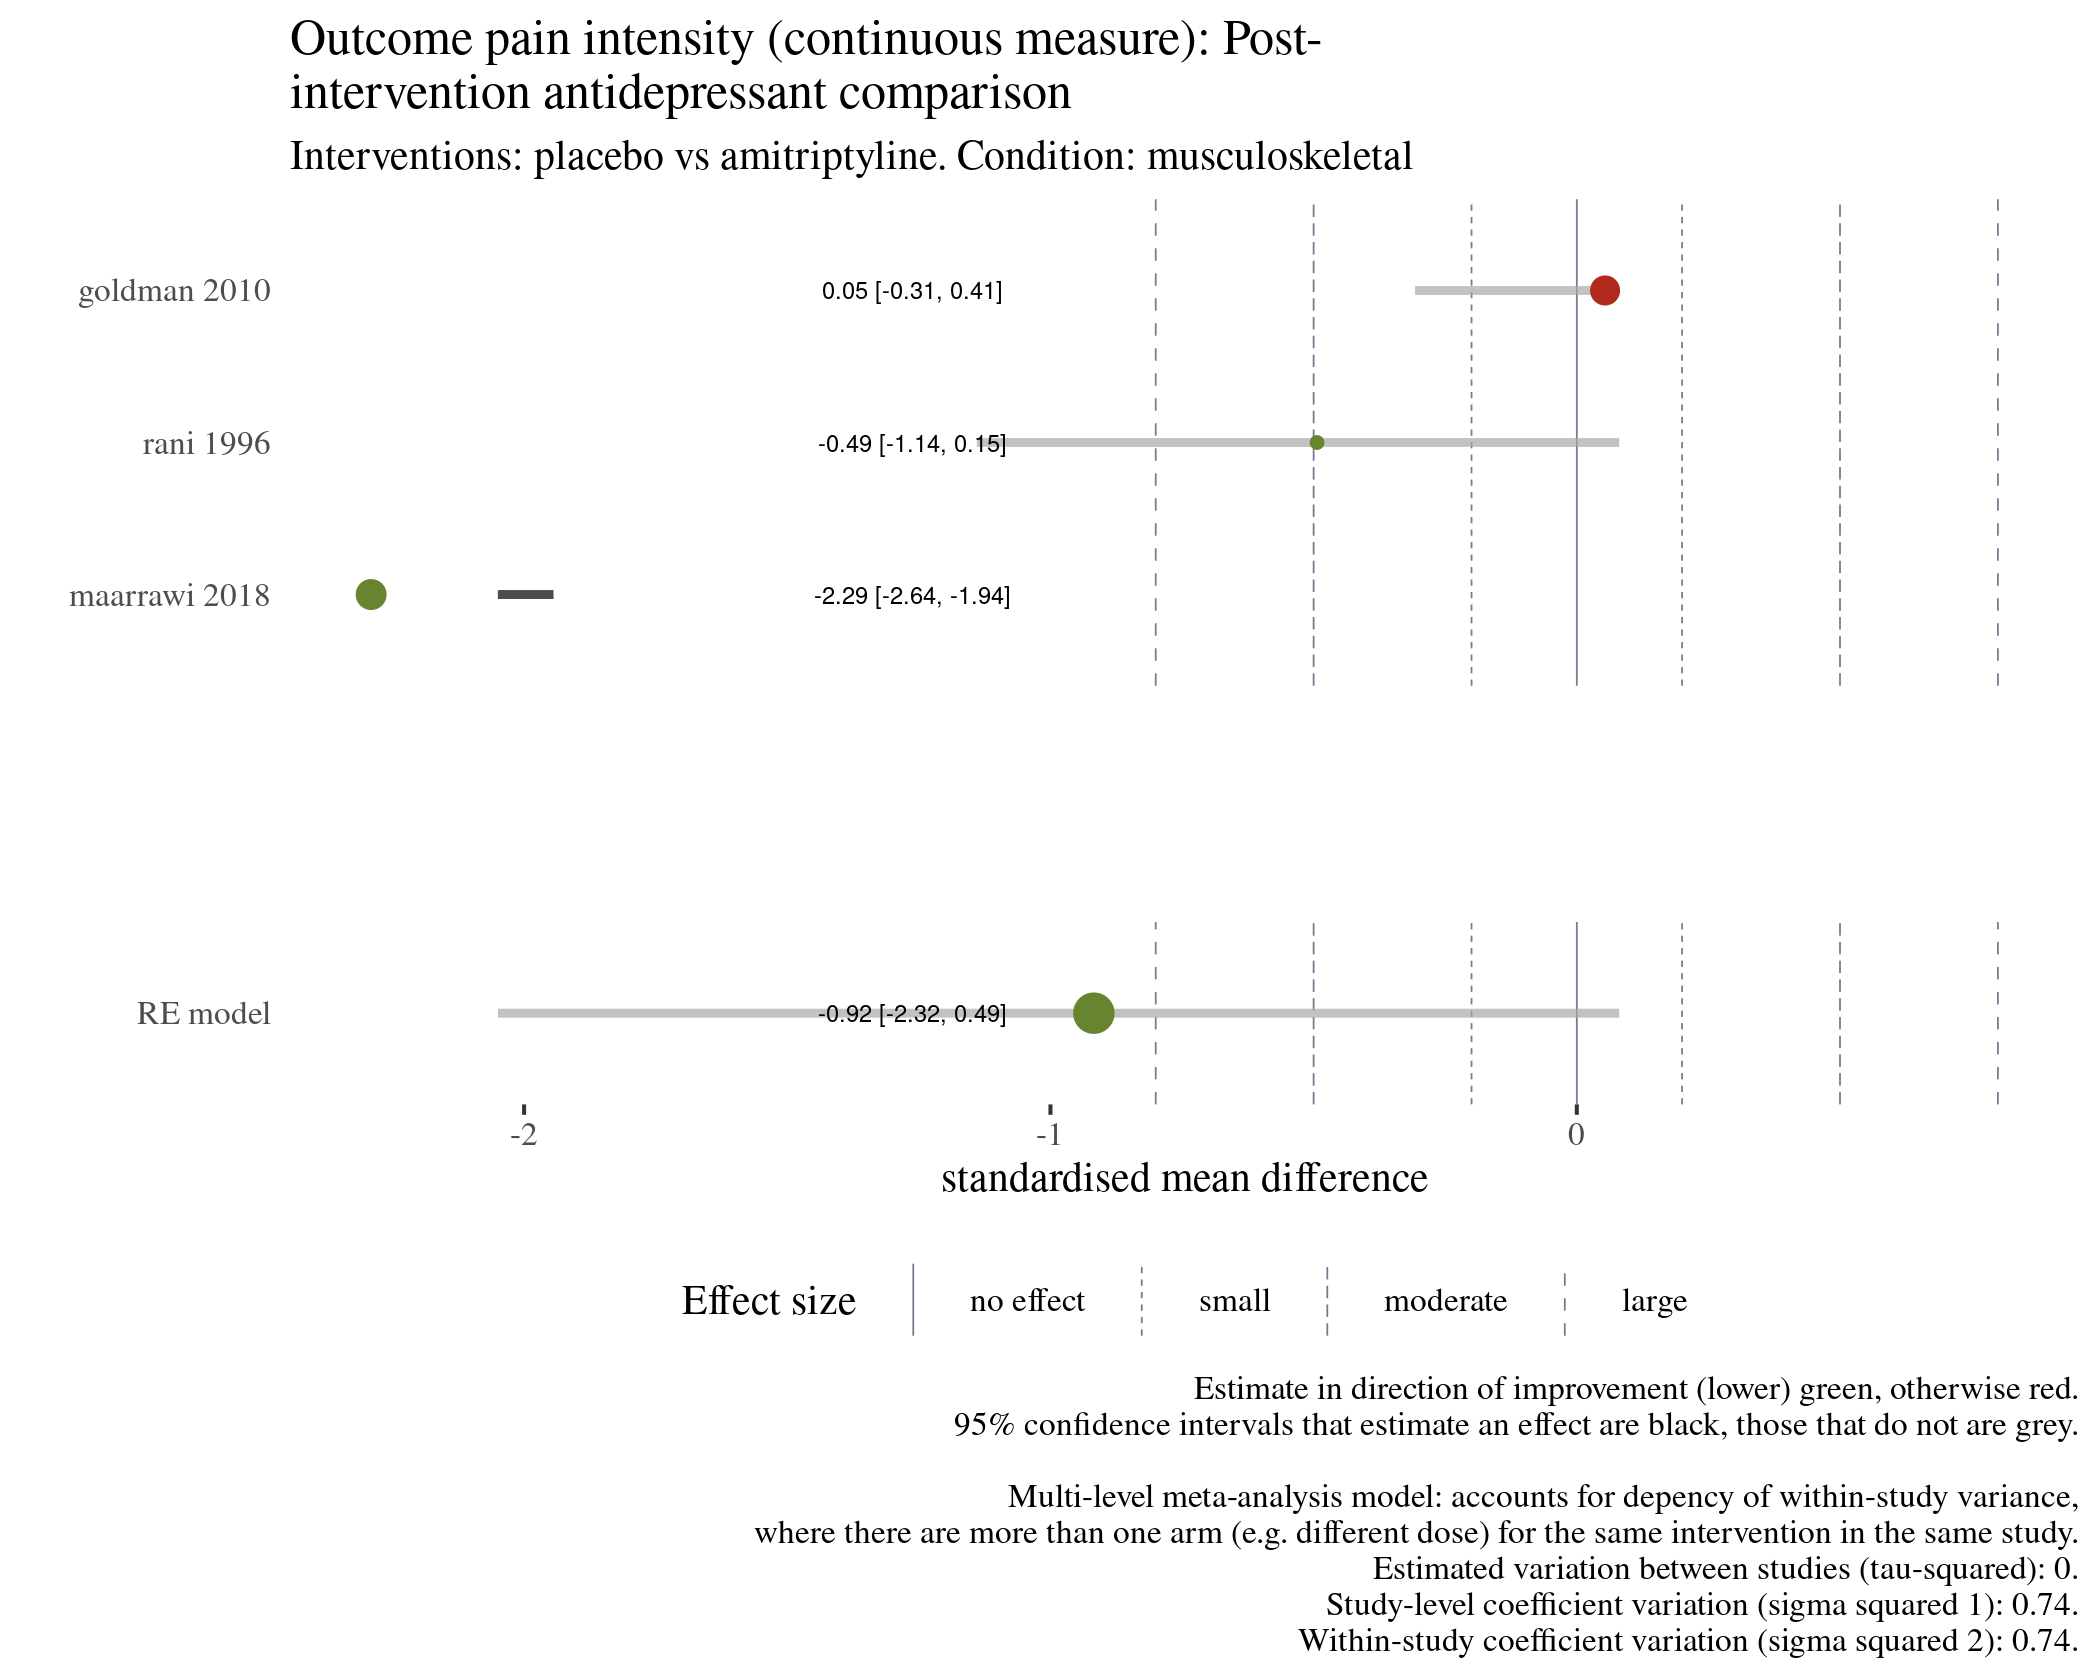 Outcome pain intensity (continuous measure): Post-
intervention antidepressant comparison
Interventions: placebo vs amitriptyline. Condition: musculoskeletal
goldman 2010 0.05 [-0.31, 0.41]
rani 1996 -0.49 [-1.14, 0.15]
maarrawi 2018 -2.29 [-2.64, -1.94]
RE model -0.92 [-2.32, 0.49]
-2 -1 0
standardised mean difference
Effect size no effect small moderate large
Estimate in direction of improvement (lower) green, otherwise red.
95% confidence intervals that estimate an effect are black, those that do not are grey.
Multi-level meta-analysis model: accounts for depency of within-study variance,
where there are more than one arm (e.g. different dose) for the same intervention in the same study.
Estimated variation between studies (tau-squared): 0.
Study-level coefficient variation (sigma squared 1): 0.74.
Within-study coefficient variation (sigma squared 2): 0.74.